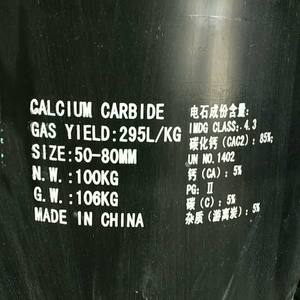 CALCIUM CARBIDE
GAS YIELD:295L/KG
SIZE:50-80MM
N.W.:100KG
G.W.:106KG
MADE IN CHINA
电石成份含量:
IMDG CLASS: 4.3
碳化钙 (CAC2): 85%;
UN NO.1402
钙 (CA): 5%
PG: II
碳 (C): 5%
杂质 (游离炭): 5%